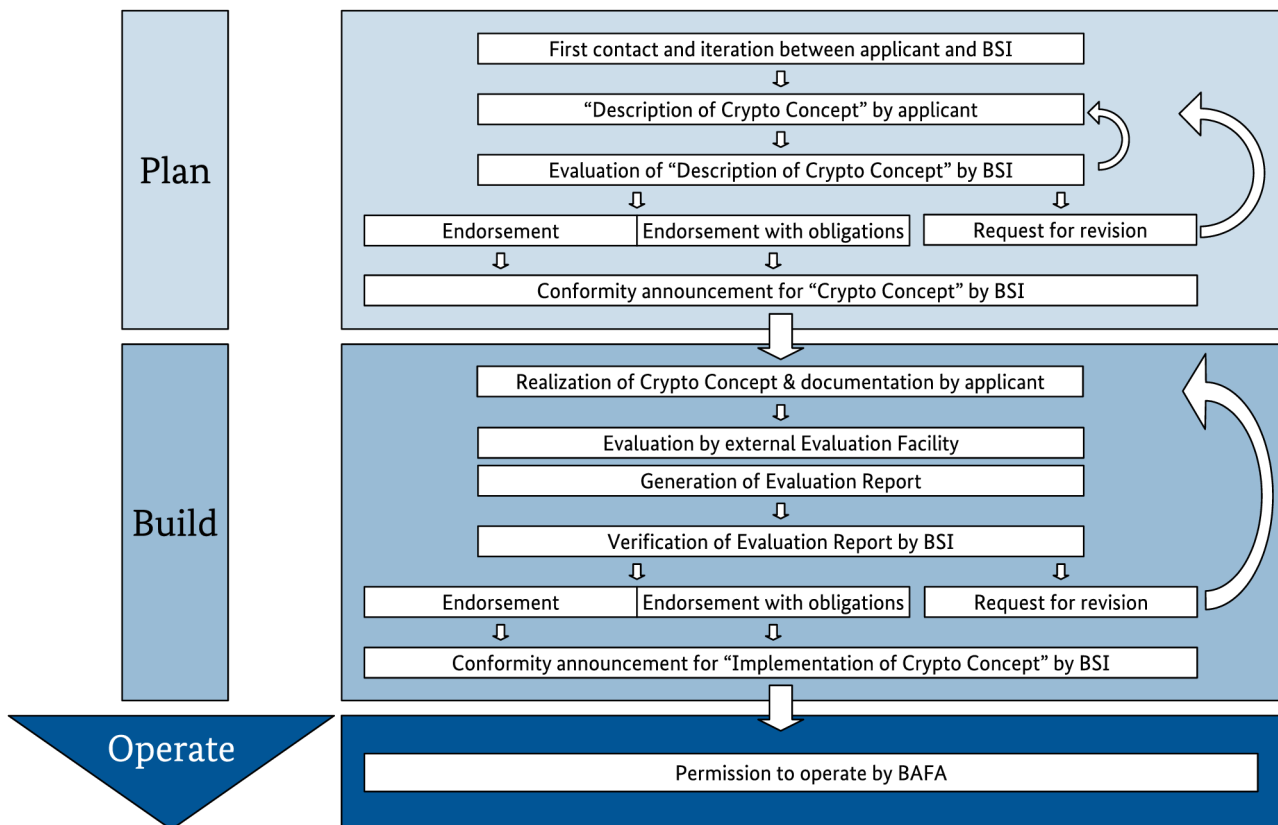 Plan
First contact and iteration between applicant and BSI
“Description of Crypto Concept” by applicant
Evaluation of “Description of Crypto Concept” by BSI
Endorsement
Endorsement with obligations
Request for revision
Conformity announcement for “Crypto Concept” by BSI
Build
Realization of Crypto Concept & documentation by applicant
Evaluation by external Evaluation Facility
Generation of Evaluation Report
Verification of Evaluation Report by BSI
Endorsement
Endorsement with obligations
Request for revision
Conformity announcement for “Implementation of Crypto Concept” by BSI
Operate
Permission to operate by BAFA